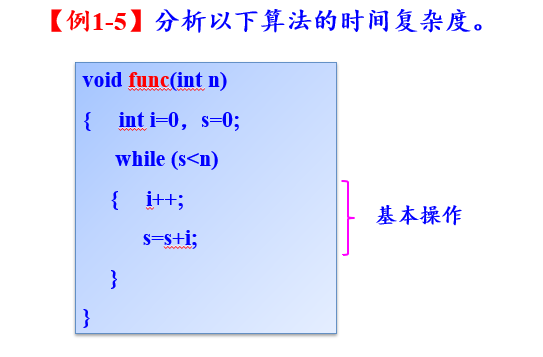 【例1-5】分析以下算法的时间复杂度。
void func(int n)
{ int i=0，s=0;
while (s<n)
{ i++;
s=s+i;
基本操作
}
}